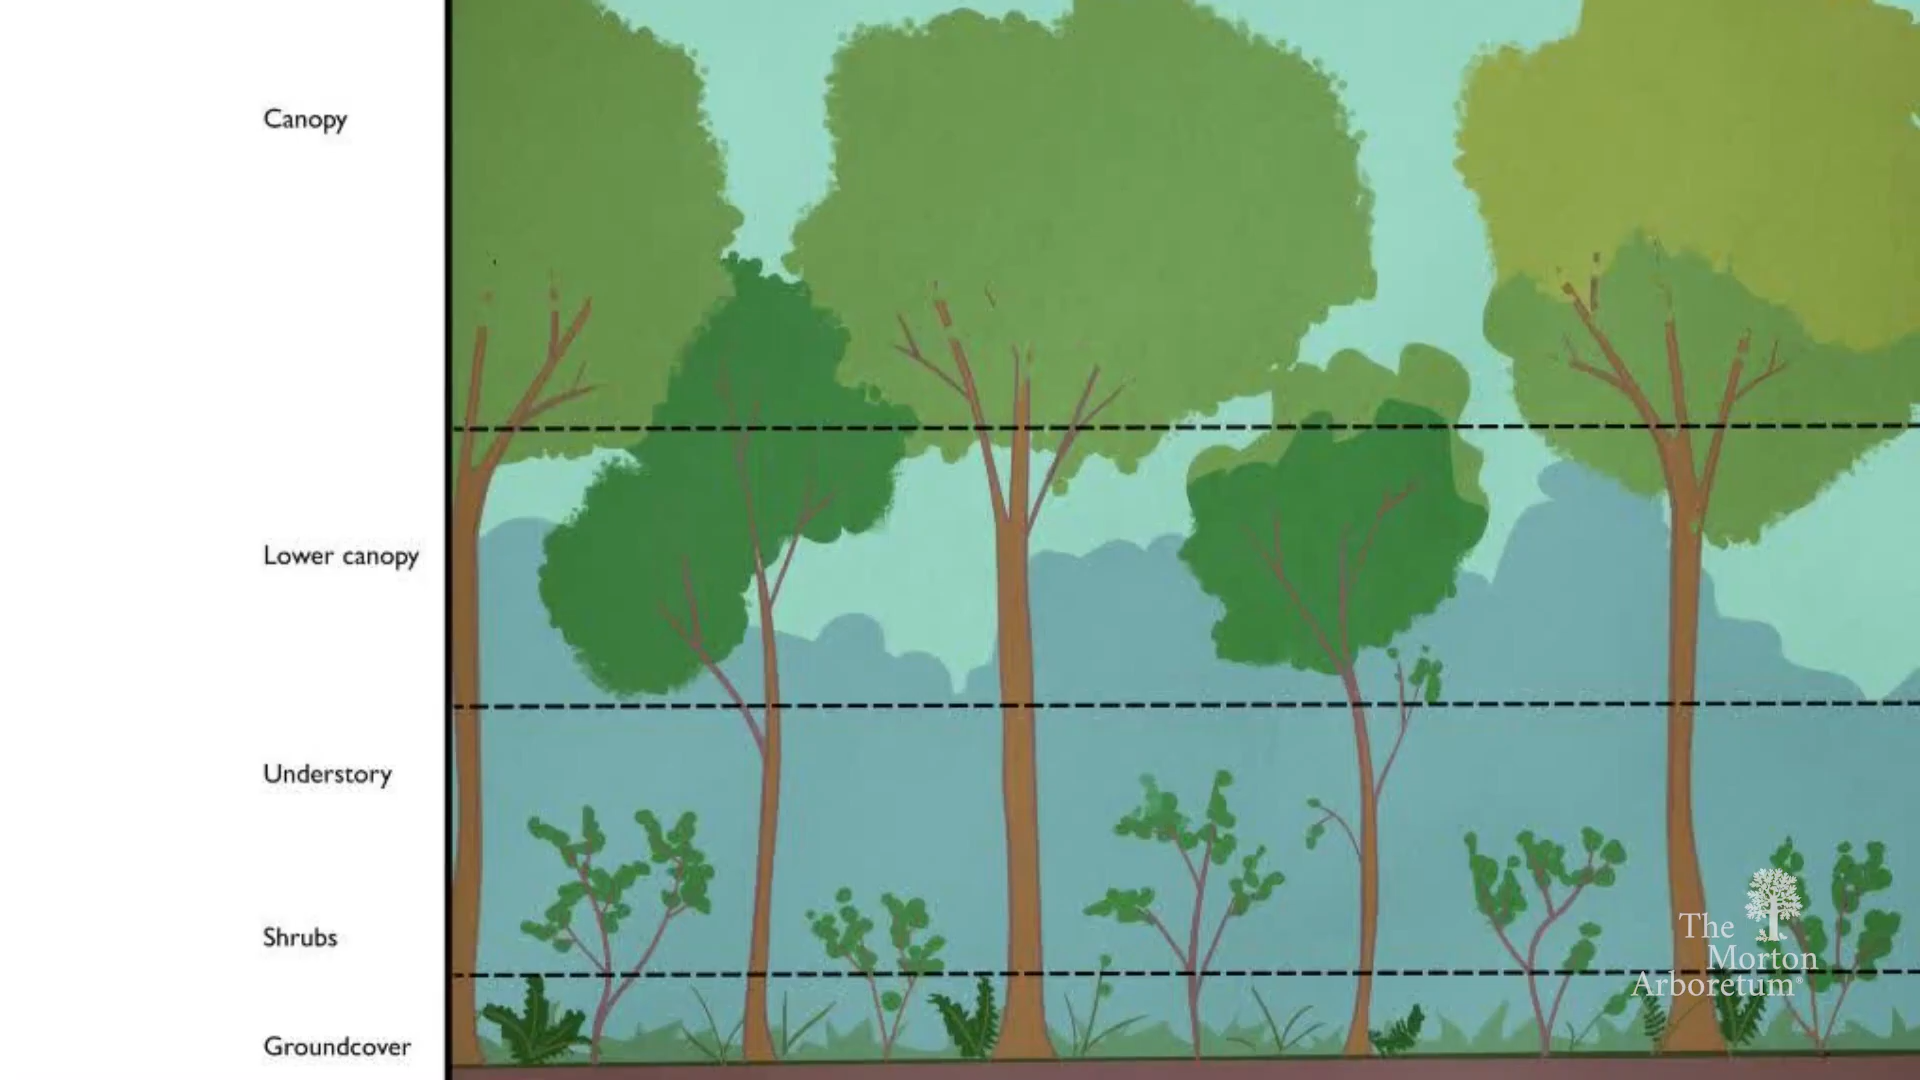 Canopy
Lower canopy
Understory
Shrubs
Groundcover
The
Morton
Arboretum®